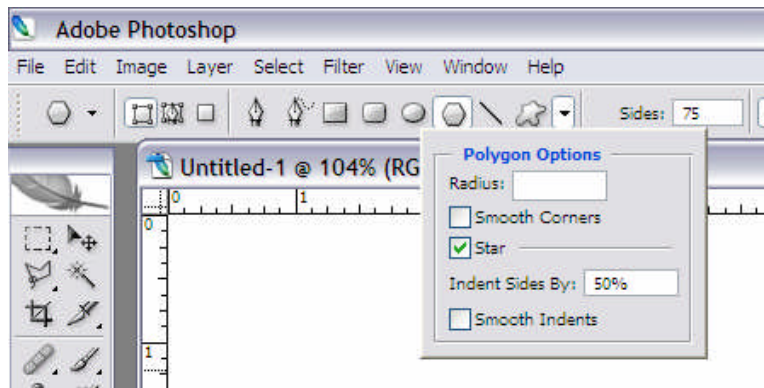 Adobe Photoshop
File Edit Image Layer Select Filter View Window Help
Sides: 75
Untitled-1 @ 104% (RG
Polygon Options
Radius:
Smooth Corners
Star
Indent Sides By: 50%
Smooth Indents
0 1
0
1